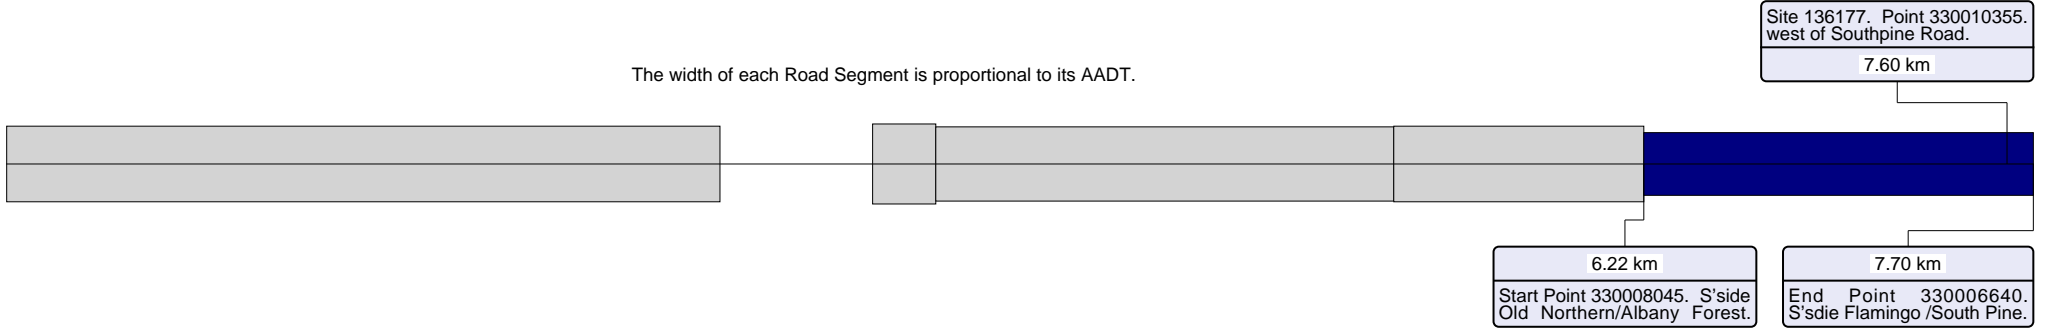 Site 136177. Point 330010355.
west of Southpine Road.
7.60 km
The width of each Road Segment is proportional to its AADT.
6.22 km
Start Point 330008045. S'side
Old Northern/Albany Forest.
7.70 km
End Point 330006640.
S'sdie Flamingo /South Pine.